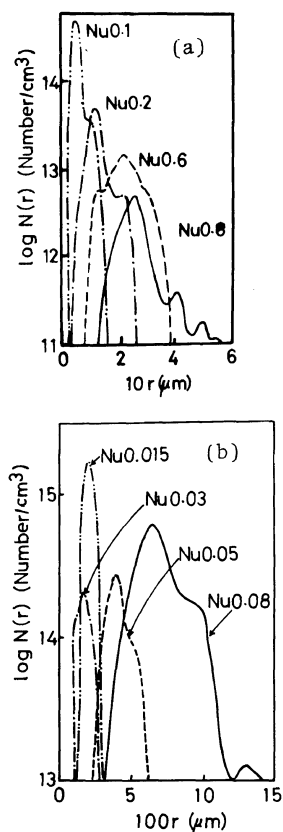 Nu0.1
(a)
Nu0.2
Nu0.6
Nu0.8
log N(r) (Number/cm³)
14
13
12
11
0
2
4
6
10 r (μm)
Nu0.015
(b)
Nu0.03
Nu0.05
Nu0.08
log N(r) (Number/cm³)
15
14
13
0
5
10
15
100r (μm)